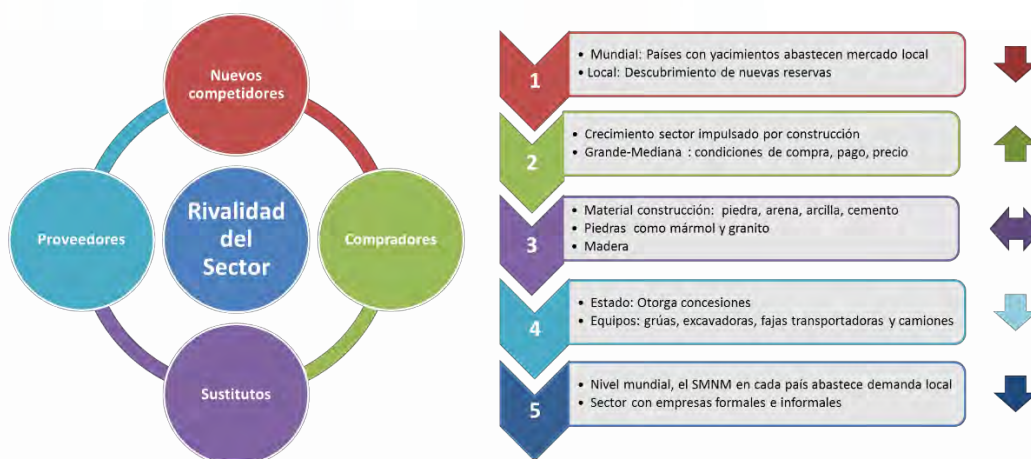 Nuevos
competidores
Proveedores
Rivalidad
del
Sector
Compradores
Sustitutos
1
• Mundial: Países con yacimientos abastecen mercado local
• Local: Descubrimiento de nuevas reservas
2
• Crecimiento sector impulsado por construcción
• Grande-Mediana : condiciones de compra, pago, precio
3
• Material construcción: piedra, arena, arcilla, cemento
• Piedras como mármol y granito
• Madera
4
• Estado: Otorga concesiones
• Equipos: grúas, excavadoras, fajas transportadoras y camiones
5
• Nivel mundial, el SMNM en cada país abastece demanda local
• Sector con empresas formales e informales